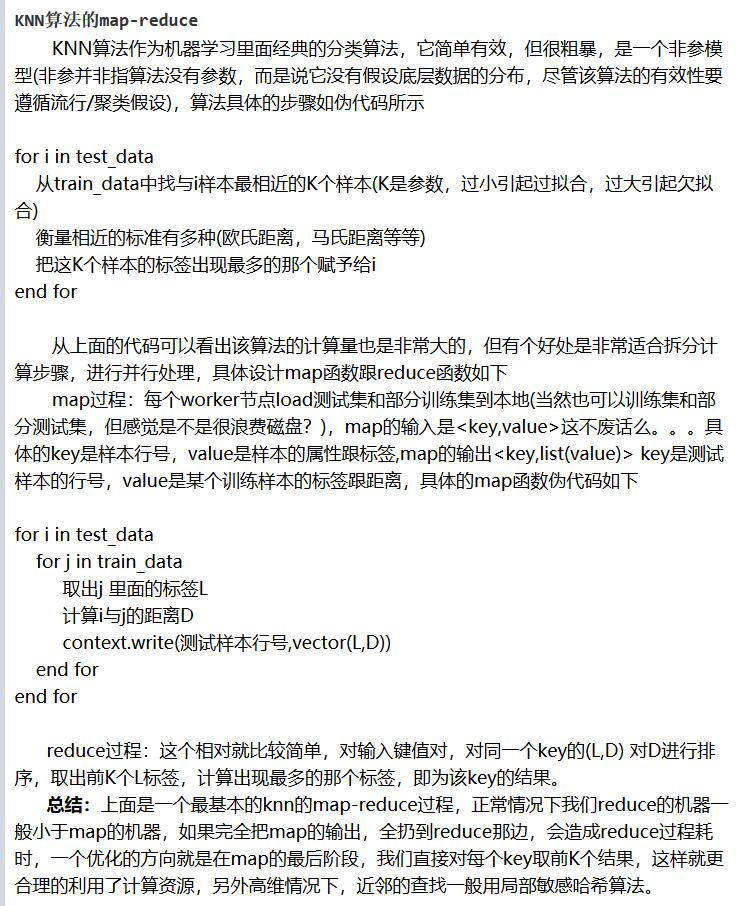 KNN算法的map-reduce
KNN算法作为机器学习里面经典的分类算法，它简单有效，但很粗暴，是一个非参模
型(非参并非指算法没有参数，而是说它没有假设底层数据的分布，尽管该算法的有效性要
遵循流行/聚类假设)，算法具体的步骤如伪代码所示
for i in test_data
从train_data中找与i样本最相近的K个样本(K是参数，过小引起过拟合，过大引起欠拟
合)
衡量相近的标准有多种(欧氏距离，马氏距离等等)
把这K个样本的标签出现最多的那个赋予给i
end for
从上面的代码可以看出该算法的计算量也是非常大的，但有个好处是非常适合拆分计
算步骤，进行并行处理，具体设计map函数跟reduce函数如下
map过程：每个worker节点load测试集和部分训练集到本地(当然也可以训练集和部
分测试集，但感觉是不是很浪费磁盘？)，map的输入是<key,value>这不废话么。。。具
体的key是样本行号，value是样本的属性跟标签,map的输出<key,list(value)> key是测试
样本的行号，value是某个训练样本的标签跟距离，具体的map函数伪代码如下
for i in test_data
for j in train_data
取出j 里面的标签L
计算i与j的距离D
context.write(测试样本行号,vector(L,D))
end for
end for
reduce过程：这个相对就比较简单，对输入键值对，对同一个key的(L,D) 对D进行排
序，取出前K个L标签，计算出现最多的那个标签，即为该key的结果。
总结：上面是一个最基本的knn的map-reduce过程，正常情况下我们reduce的机器一
般小于map的机器，如果完全把map的输出，全扔到reduce那边，会造成reduce过程耗
时，一个优化的方向就是在map的最后阶段，我们直接对每个key取前K个结果，这样就更
合理的利用了计算资源，另外高维情况下，近邻的查找一般用局部敏感哈希算法。